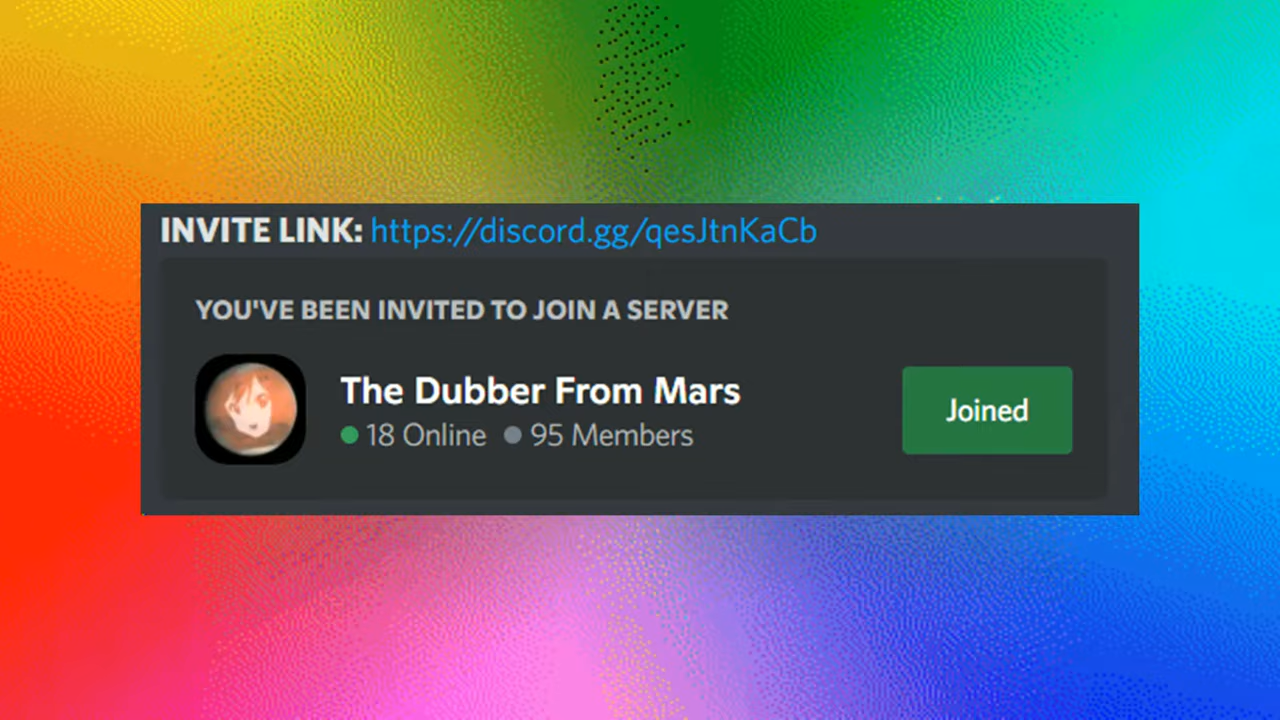 INVITE LINK: https://discord.gg/qesJtnKaCb
YOU'VE BEEN INVITED TO JOIN A SERVER
The Dubber From Mars
18 Online 95 Members
Joined